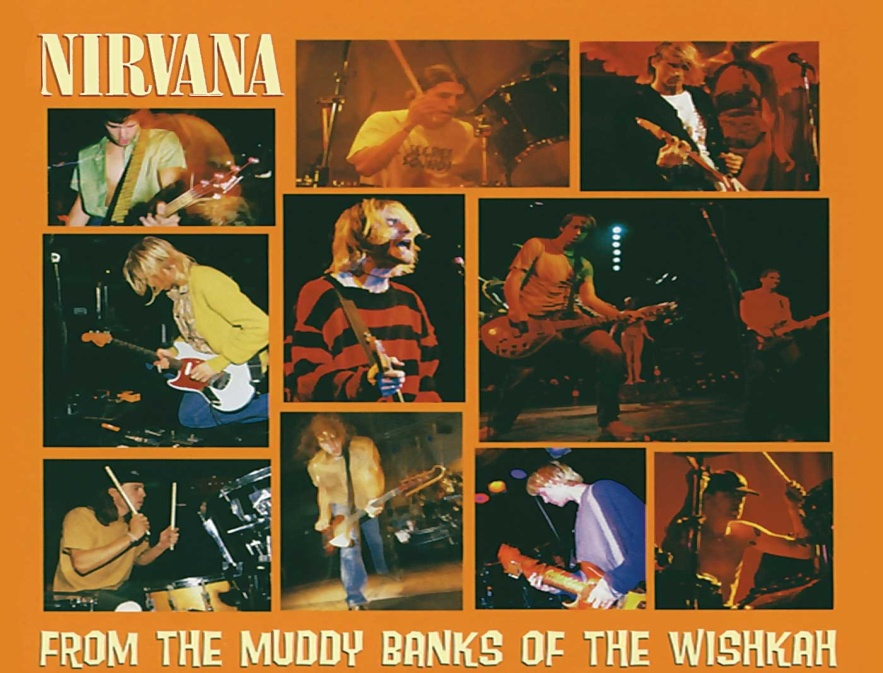 NIRVANA
FROM THE MUDDY BANKS OF THE WISHKAH